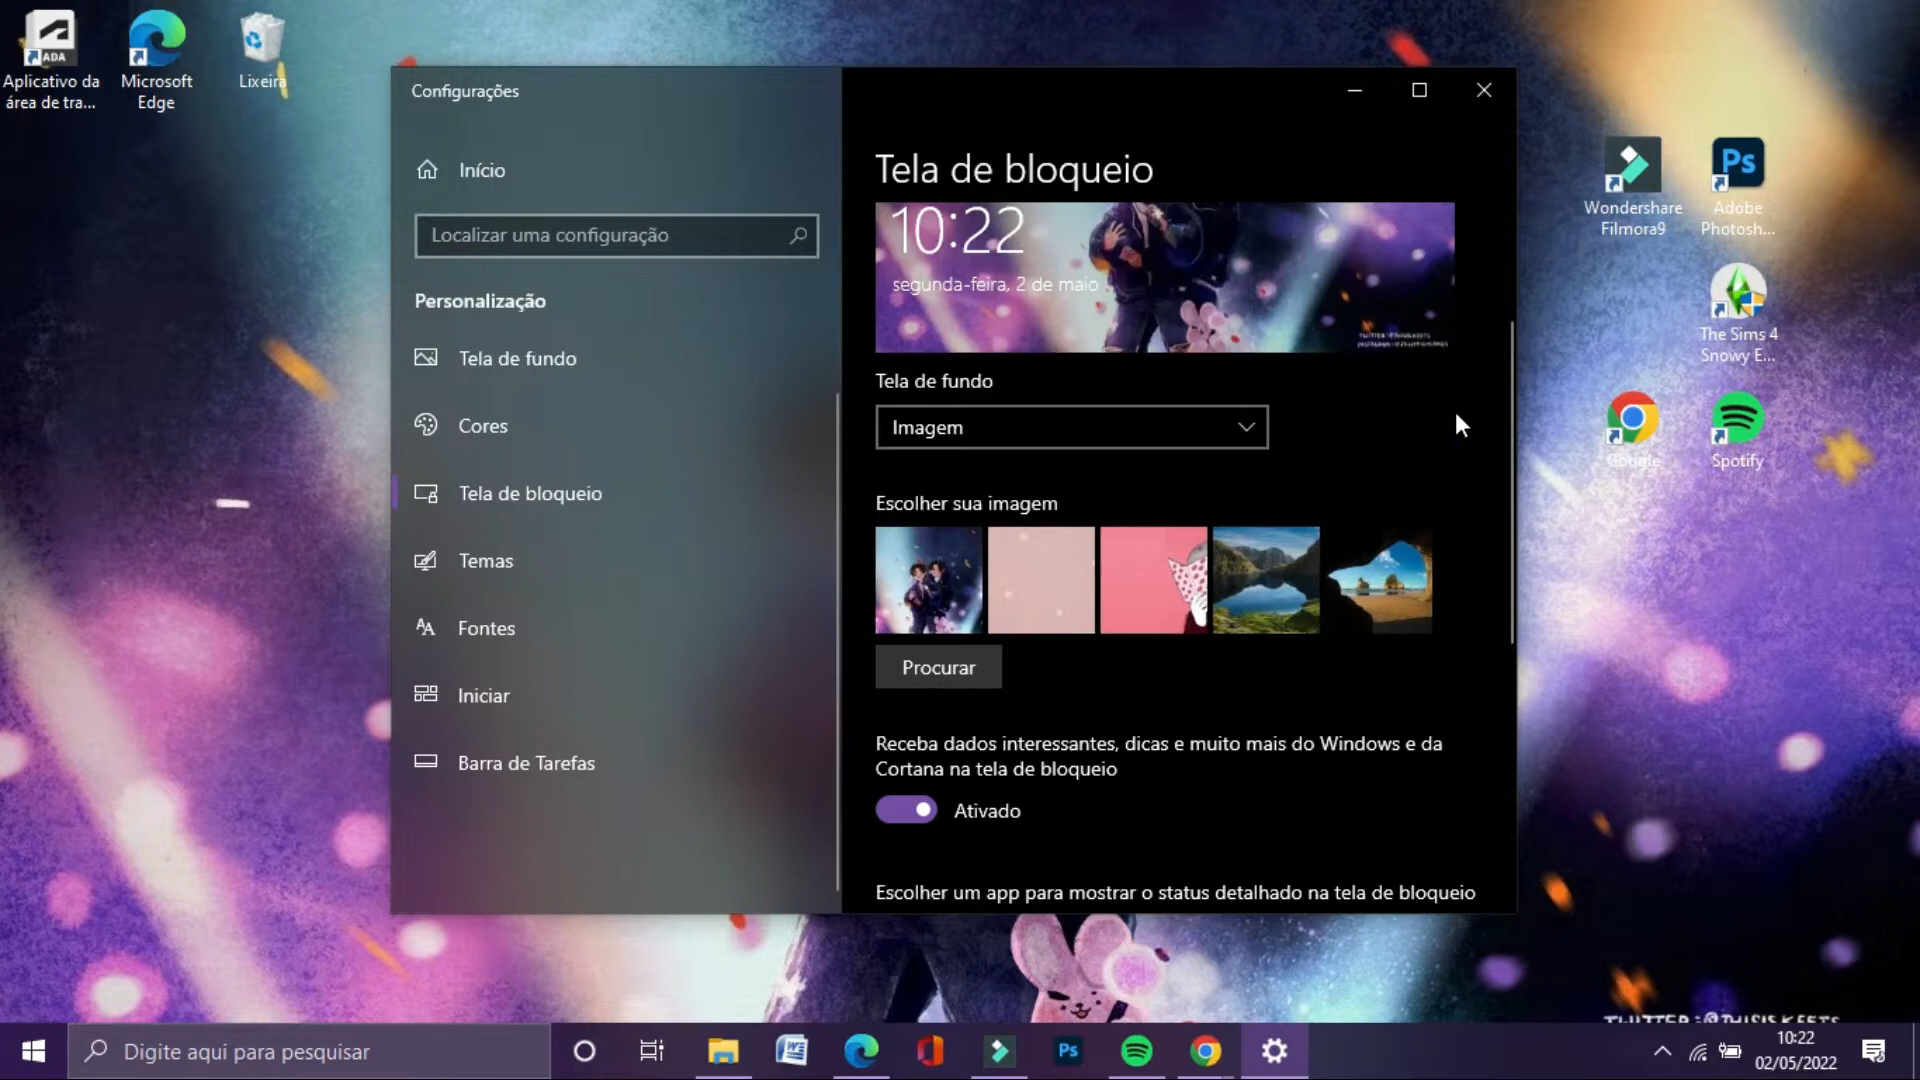 Aplicativo da
área de tra...
Microsoft
Edge
Lixeira
ADA
Configurações
Início
Localizar uma configuração
Personalização
Tela de fundo
Cores
Tela de bloqueio
Temas
Fontes
Iniciar
Barra de Tarefas
Tela de bloqueio
10:22
segunda-feira, 2 de maio
Tela de fundo
Imagem
Escolher sua imagem
Procurar
Receba dados interessantes, dicas e muito mais do Windows e da
Cortana na tela de bloqueio
Ativado
Escolher um app para mostrar o status detalhado na tela de bloqueio
Wondershare
Filmora9
Ps
Adobe
Photosh...
The Sims 4
Snowy E...
Google
Spotify
Digite aqui para pesquisar
Ps
10:22
02/05/2022